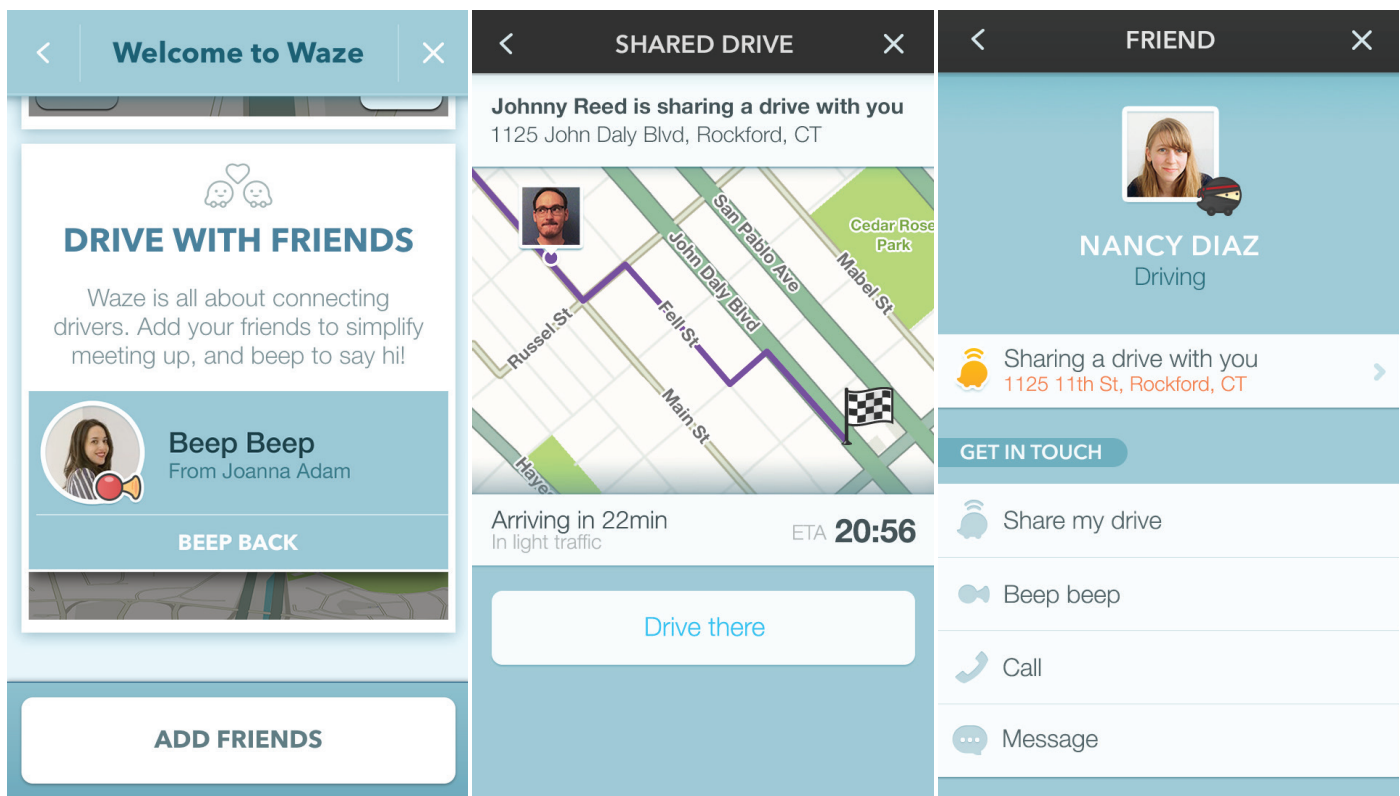 Welcome to Waze
DRIVE WITH FRIENDS
Waze is all about connecting
drivers. Add your friends to simplify
meeting up, and beep to say hi!
Beep Beep
From Joanna Adam
BEEP BACK
ADD FRIENDS
SHARED DRIVE
Johnny Reed is sharing a drive with you
1125 John Daly Blvd, Rockford, CT
San Pablo Ave
Cedar Rose
Park
John Daly Blvd
Mabel St
Fell St
Russel St
Main St
Hayes
Arriving in 22min
In light traffic
ETA 20:56
Drive there
FRIEND
NANCY DIAZ
Driving
Sharing a drive with you
1125 11th St, Rockford, CT
GET IN TOUCH
Share my drive
Beep beep
Call
Message